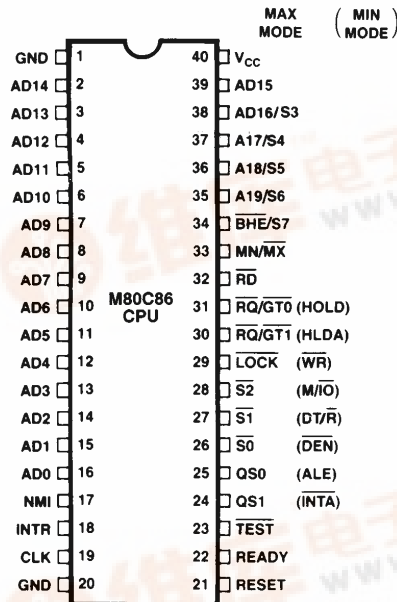 MAX MODE (MIN MODE)
GND 1 40 VCC
AD14 2 39 AD15
AD13 3 38 AD16/S3
AD12 4 37 A17/S4
AD11 5 36 A18/S5
AD10 6 35 A19/S6
AD9 7 34 BHE/S7
AD8 8 33 MN/MX
AD7 9 32 RD
M80C86 CPU
AD6 10 31 RQ/GT0 (HOLD)
AD5 11 30 RQ/GT1 (HLDA)
AD4 12 29 LOCK (WR)
AD3 13 28 S2 (M/IO)
AD2 14 27 S1 (DT/R)
AD1 15 26 S0 (DEN)
AD0 16 25 QS0 (ALE)
NMI 17 24 QS1 (INTA)
INTR 18 23 TEST
CLK 19 22 READY
GND 20 21 RESET